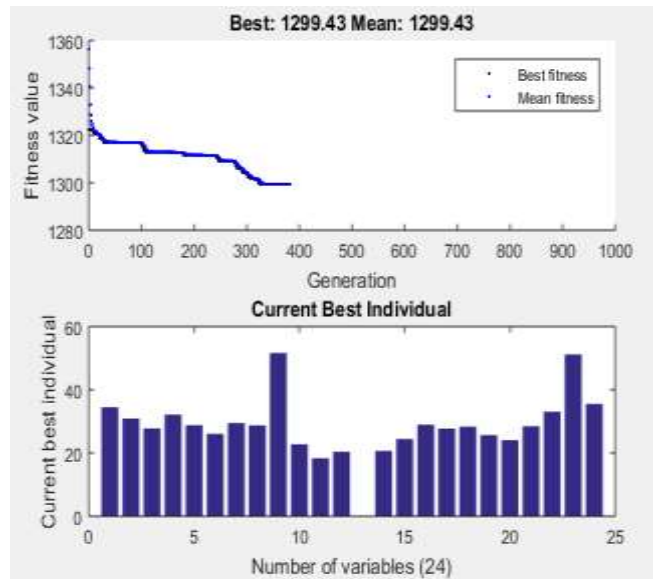 Best: 1299.43 Mean: 1299.43
Fitness value
1360
1340
1320
1300
1280
Best fitness
Mean fitness
0 100 200 300 400 500 600 700 800 900 1000
Generation
Current Best Individual
Current best individual
60
40
20
0
0 5 10 15 20 25
Number of variables (24)